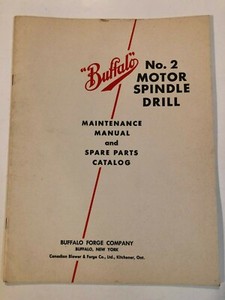 "Buffalo"
No. 2
MOTOR
SPINDLE
DRILL
MAINTENANCE
MANUAL
and
SPARE PARTS
CATALOG
BUFFALO FORGE COMPANY
BUFFALO, NEW YORK
Canadian Blower & Forge Co., Ltd., Kitchener, Ont.